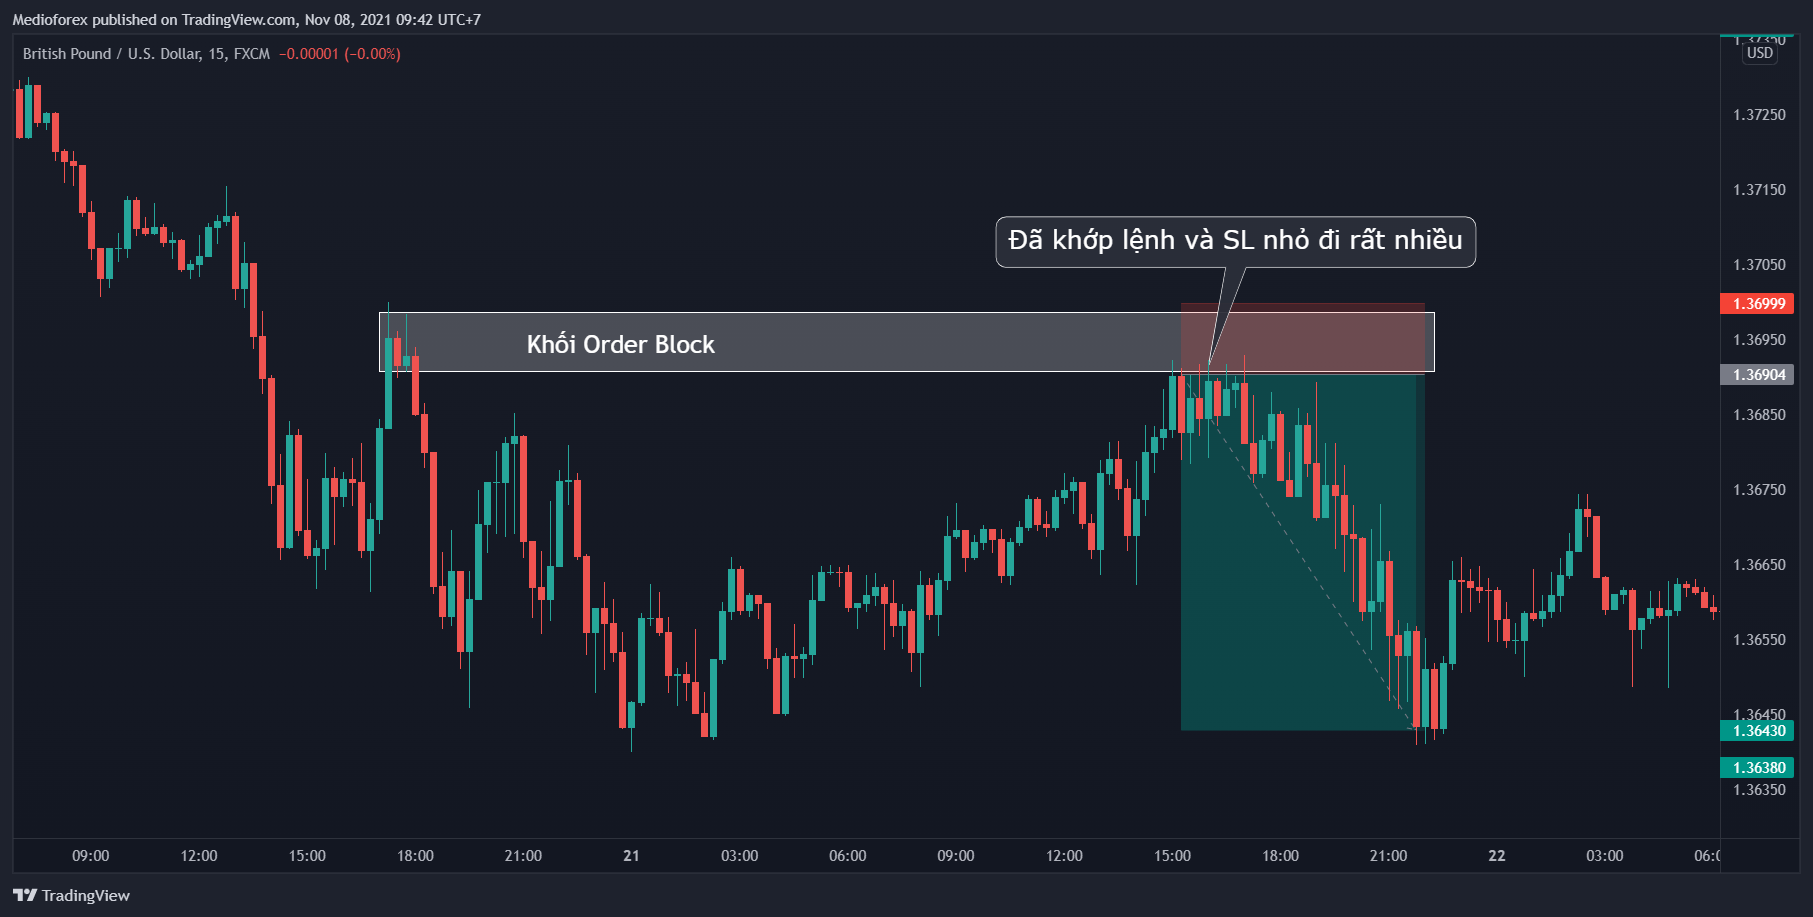 Medioforex published on TradingView.com, Nov 08, 2021 09:42 UTC+7
British Pound / U.S. Dollar, 15, FXCM −0.00001 (−0.00%)
1.37350
USD
1.37250
1.37150
Đã khớp lệnh và SL nhỏ đi rất nhiều
1.37050
1.36999
Khối Order Block
1.36950
1.36904
1.36850
1.36750
1.36650
1.36550
1.36450
1.36430
1.36380
1.36350
09:00 12:00 15:00 18:00 21:00 21 03:00 06:00 09:00 12:00 15:00 18:00 21:00 22 03:00 06:0
TradingView